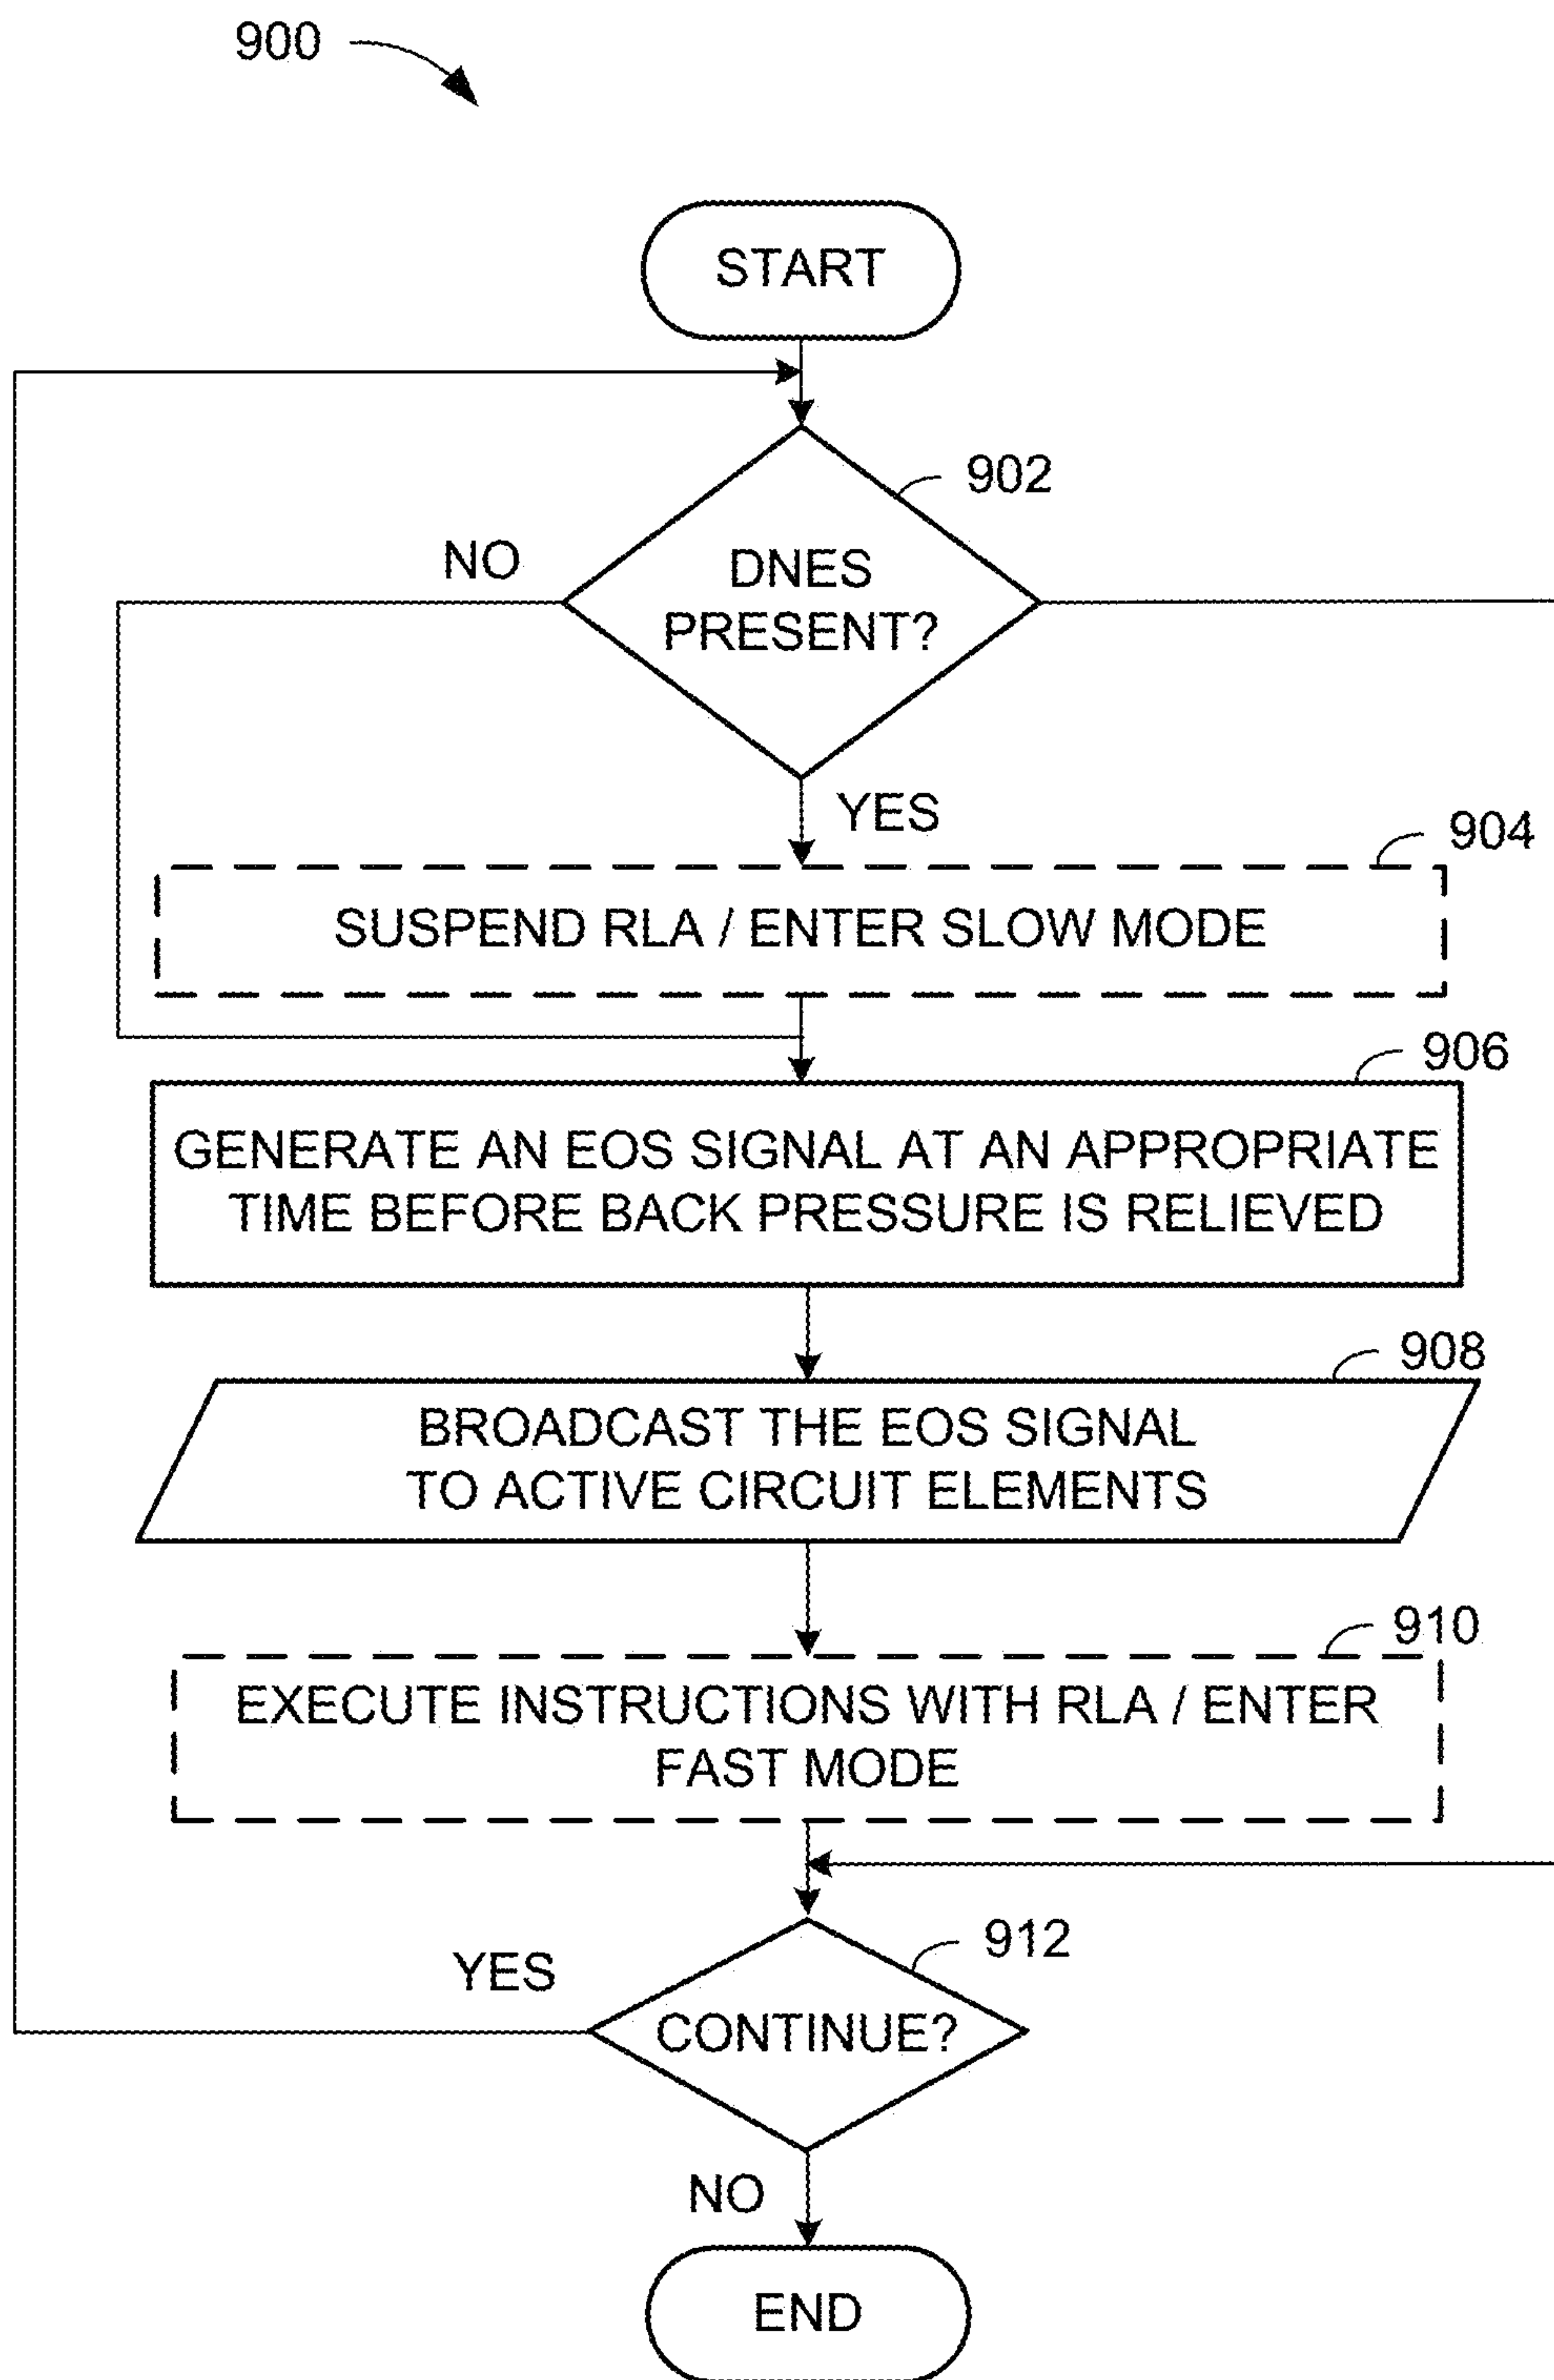 900
START
902
NO
DNES
PRESENT?
YES
904
SUSPEND RLA / ENTER SLOW MODE
906
GENERATE AN EOS SIGNAL AT AN APPROPRIATE
TIME BEFORE BACK PRESSURE IS RELIEVED
908
BROADCAST THE EOS SIGNAL
TO ACTIVE CIRCUIT ELEMENTS
910
EXECUTE INSTRUCTIONS WITH RLA / ENTER
FAST MODE
912
YES
CONTINUE?
NO
END